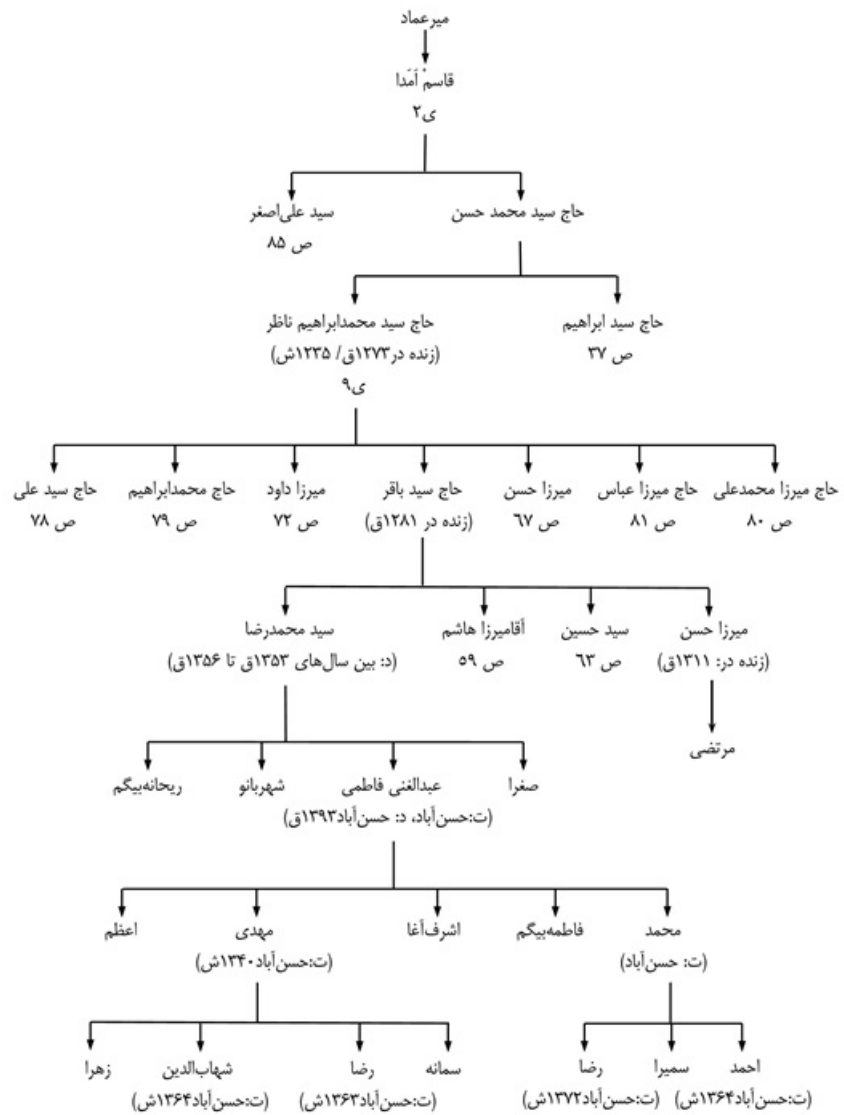 میرعماد
قاسمْ اَمَدا
ی۲
حاج سید محمد حسن
سید علی‌اصغر
ص ۸۵
حاج سید ابراهیم
ص ۳۷
حاج سید محمدابراهیم ناظر
(زنده در۱۲۷۳ق/ ۱۲۳۵ش)
ی۹
حاج میرزا محمدعلی
ص ۸۰
حاج میرزا عباس
ص ۸۱
میرزا حسن
ص ۶۷
حاج سید باقر
(زنده در ۱۲۸۱ق)
میرزا داود
ص ۷۲
حاج محمدابراهیم
ص ۷۹
حاج سید علی
ص ۷۸
میرزا حسن
(زنده در: ۱۳۱۱ق)
سید حسین
ص ۶۳
آقامیرزا هاشم
ص ۵۹
سید محمدرضا
(د: بین سال‌های ۱۳۵۳ق تا ۱۳۵۶ق)
مرتضی
صغرا
عبدالغنی فاطمی
(ت:حسن‌آباد، د: حسن‌آباد۱۳۹۳ق)
شهربانو
ریحانه‌بیگم
محمد
(ت: حسن‌آباد)
فاطمه‌بیگم
اشرف‌آغا
مهدی
(ت:حسن‌آباد۱۳۴۰ش)
اعظم
احمد
(ت:حسن‌آباد۱۳۶۴ش)
سمیرا
رضا
(ت:حسن‌آباد۱۳۷۲ش)
سمانه
رضا
(ت:حسن‌آباد۱۳۶۳ش)
شهاب‌الدین
(ت:حسن‌آباد۱۳۶۴ش)
زهرا